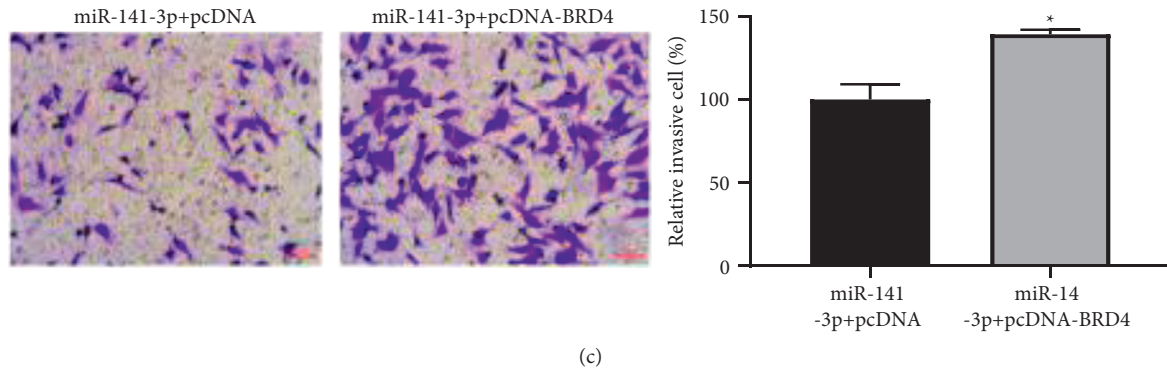 miR-141-3p+pcDNA
miR-141-3p+pcDNA-BRD4
Relative invasive cell (%)
150
100
50
0
*
miR-141
-3p+pcDNA
miR-14
-3p+pcDNA-BRD4
(c)